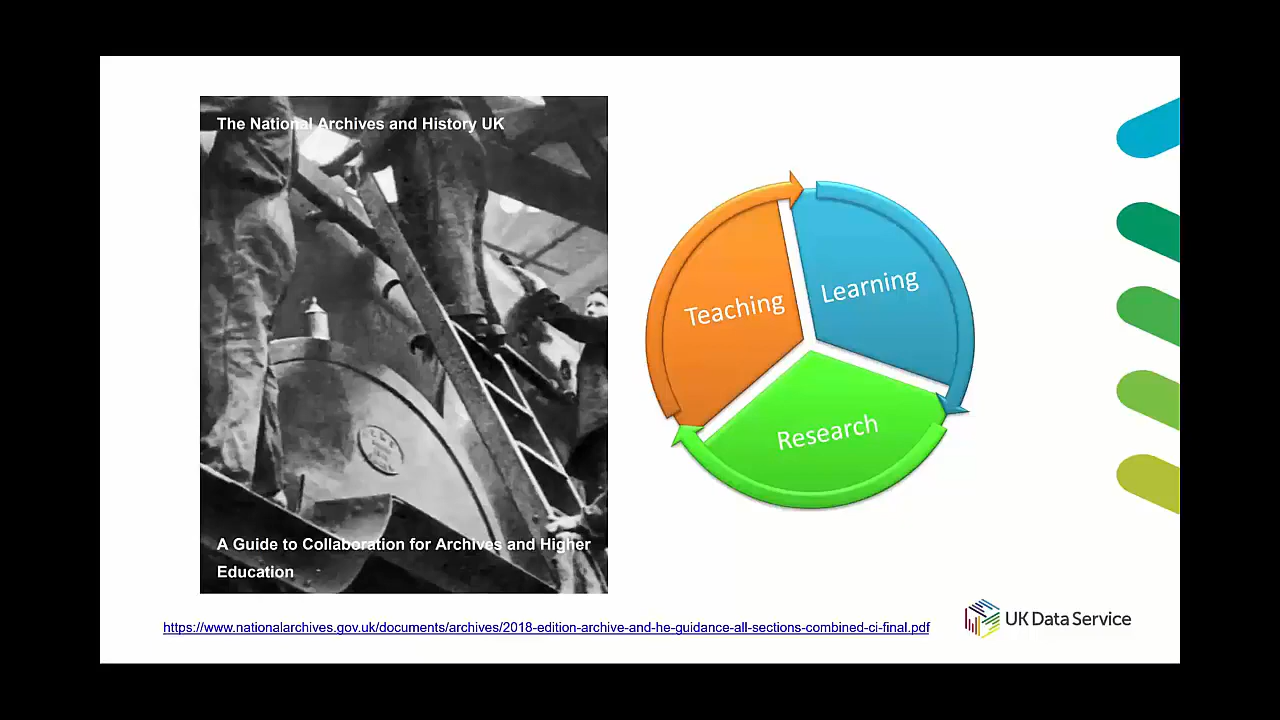 The National Archives and History UK
Teaching
Learning
Research
A Guide to Collaboration for Archives and Higher
Education
https://www.nationalarchives.gov.uk/documents/archives/2018-edition-archive-and-he-guidance-all-sections-combined-ci-final.pdf
UK Data Service